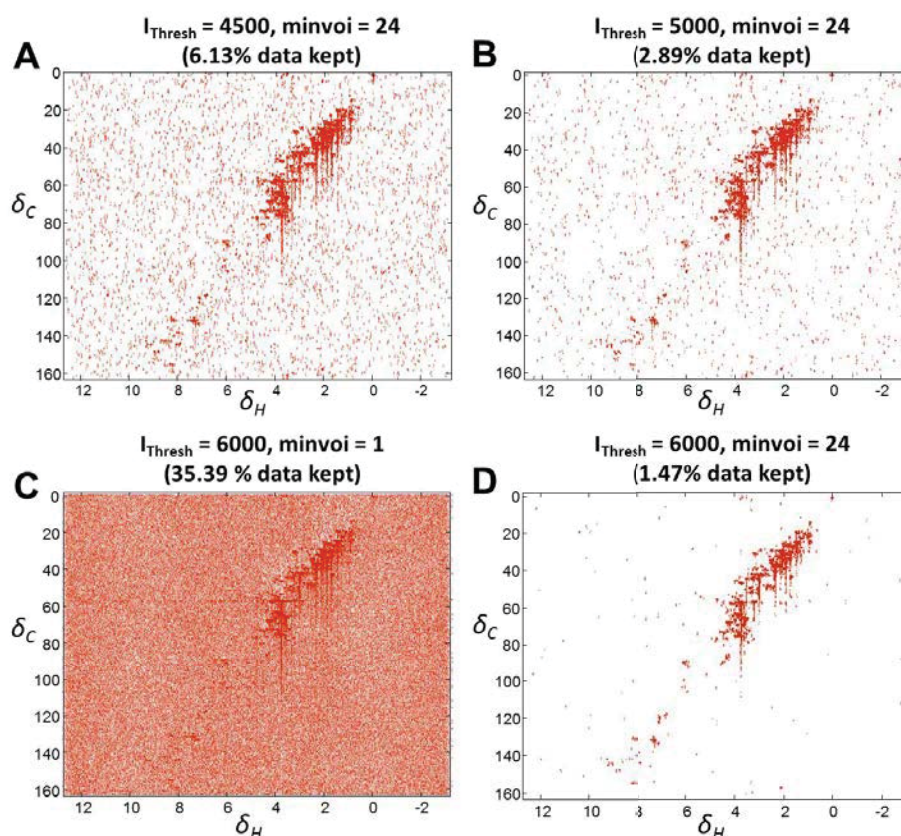 I_Thresh = 4500, minvoi = 24
(6.13% data kept)
A
0
20
40
60
80
100
120
140
160
δ_C
12 10 8 6 4 2 0 -2
δ_H
I_Thresh = 5000, minvoi = 24
(2.89% data kept)
B
0
20
40
60
80
100
120
140
160
δ_C
12 10 8 6 4 2 0 -2
δ_H
I_Thresh = 6000, minvoi = 1
(35.39 % data kept)
C
0
20
40
60
80
100
120
140
160
δ_C
12 10 8 6 4 2 0 -2
δ_H
I_Thresh = 6000, minvoi = 24
(1.47% data kept)
D
0
20
40
60
80
100
120
140
160
δ_C
12 10 8 6 4 2 0 -2
δ_H